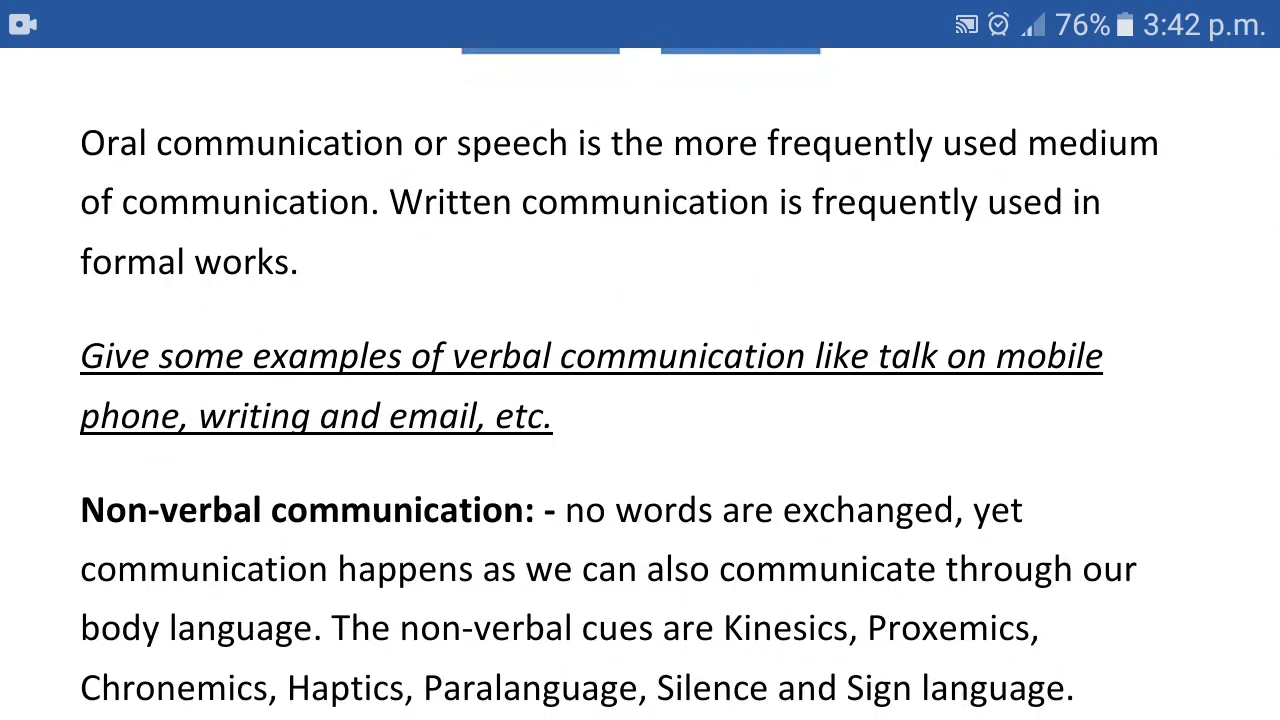 76% 3:42 p.m.
Oral communication or speech is the more frequently used medium
of communication. Written communication is frequently used in
formal works.
Give some examples of verbal communication like talk on mobile
phone, writing and email, etc.
Non-verbal communication: - no words are exchanged, yet
communication happens as we can also communicate through our
body language. The non-verbal cues are Kinesics, Proxemics,
Chronemics, Haptics, Paralanguage, Silence and Sign language.